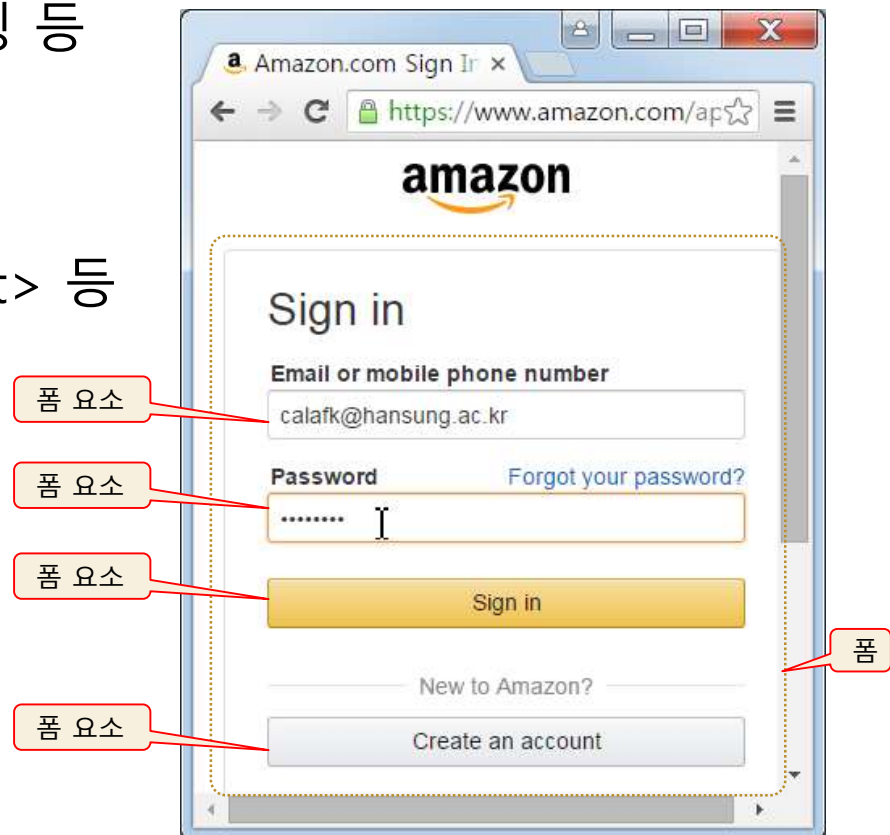 등
Amazon.com Sign In
https://www.amazon.com/ap
amazon
> 등
Sign in
Email or mobile phone number
폼 요소
calafk@hansung.ac.kr
Password Forgot your password?
폼 요소
••••••••
폼 요소
Sign in
폼
New to Amazon?
폼 요소
Create an account